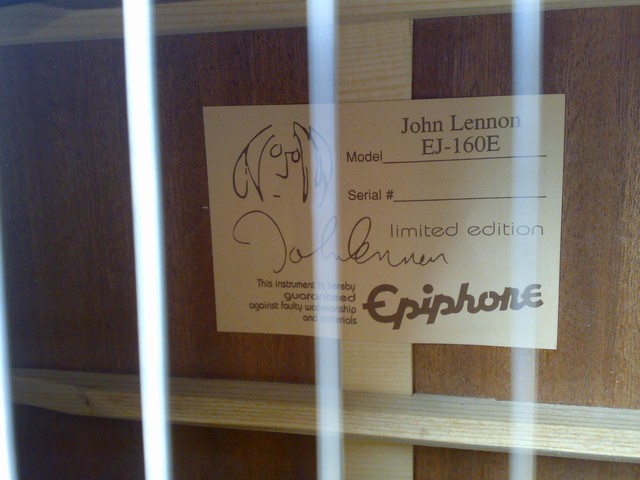 John Lennon
Model EJ-160E
Serial #
John Lennon
limited edition
This instrument is hereby
guaranteed
against faulty workmanship
and materials
Epiphone